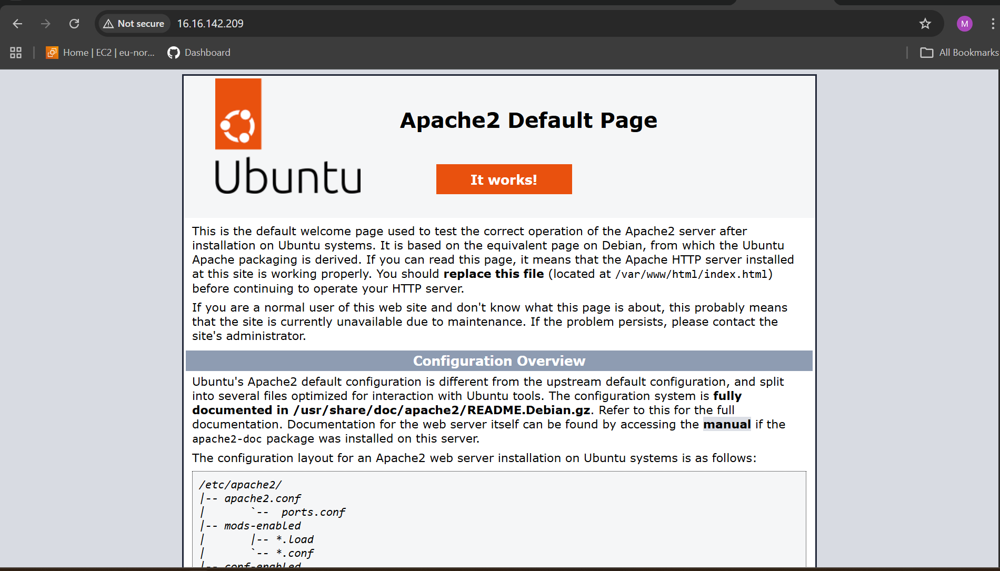 Not secure 16.16.142.209 M
Home | EC2 | eu-nor... Dashboard All Bookmarks
Ubuntu
Apache2 Default Page
It works!
This is the default welcome page used to test the correct operation of the Apache2 server after
installation on Ubuntu systems. It is based on the equivalent page on Debian, from which the Ubuntu
Apache packaging is derived. If you can read this page, it means that the Apache HTTP server installed
at this site is working properly. You should replace this file (located at /var/www/html/index.html)
before continuing to operate your HTTP server.
If you are a normal user of this web site and don't know what this page is about, this probably means
that the site is currently unavailable due to maintenance. If the problem persists, please contact the
site's administrator.
Configuration Overview
Ubuntu's Apache2 default configuration is different from the upstream default configuration, and split
into several files optimized for interaction with Ubuntu tools. The configuration system is fully
documented in /usr/share/doc/apache2/README.Debian.gz. Refer to this for the full
documentation. Documentation for the web server itself can be found by accessing the manual if the
apache2-doc package was installed on this server.
The configuration layout for an Apache2 web server installation on Ubuntu systems is as follows:
/etc/apache2/
|-- apache2.conf
|       `--  ports.conf
|-- mods-enabled
|       |-- *.load
|       `-- *.conf
|-- conf-enabled